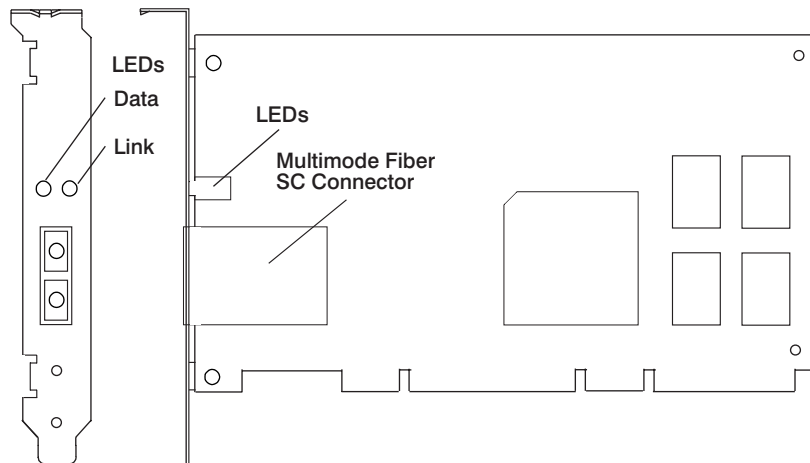 LEDs
Data
Link
LEDs
Multimode Fiber
SC Connector